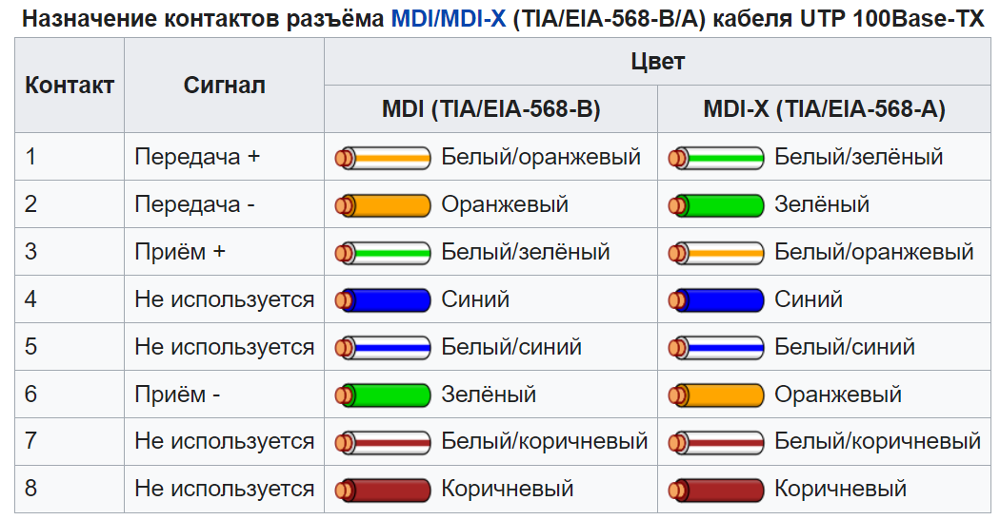 Назначение контактов разъёма MDI/MDI-X (TIA/EIA-568-B/A) кабеля UTP 100Base-TX
Контакт Сигнал Цвет
MDI (TIA/EIA-568-B) MDI-X (TIA/EIA-568-A)
1 Передача + Белый/оранжевый Белый/зелёный
2 Передача - Оранжевый Зелёный
3 Приём + Белый/зелёный Белый/оранжевый
4 Не используется Синий Синий
5 Не используется Белый/синий Белый/синий
6 Приём - Зелёный Оранжевый
7 Не используется Белый/коричневый Белый/коричневый
8 Не используется Коричневый Коричневый